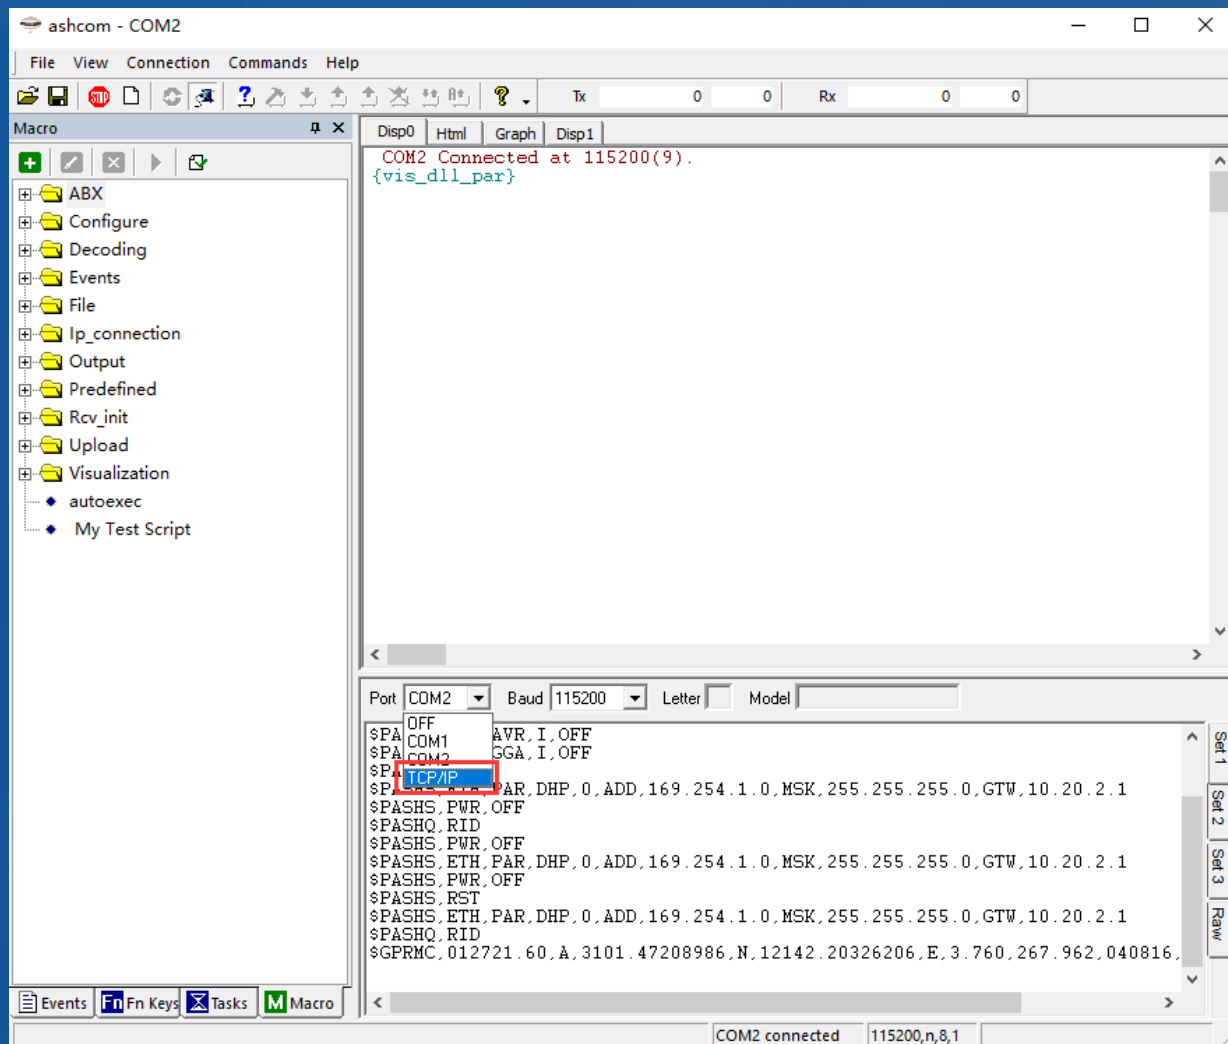 ashcom - COM2
File View Connection Commands Help
Tx 0 0 Rx 0 0
Macro
Disp0 Html Graph Disp1
COM2 Connected at 115200(9).
{vis_dll_par}
ABX
Configure
Decoding
Events
File
Ip_connection
Output
Predefined
Rcv_init
Upload
Visualization
autoexec
My Test Script
Port COM2 Baud 115200 Letter Model
OFF
COM1
COM2
TCP/IP
$PA AVR,I,OFF
$PA GGA,I,OFF
$P
$PASHS,ETH,PAR,DHP,0,ADD,169.254.1.0,MSK,255.255.255.0,GTW,10.20.2.1
$PASHS,PWR,OFF
$PASHQ,RID
$PASHS,PWR,OFF
$PASHS,ETH,PAR,DHP,0,ADD,169.254.1.0,MSK,255.255.255.0,GTW,10.20.2.1
$PASHS,PWR,OFF
$PASHS,RST
$PASHS,ETH,PAR,DHP,0,ADD,169.254.1.0,MSK,255.255.255.0,GTW,10.20.2.1
$PASHQ,RID
$GPRMC,012721.60,A,3101.47208986,N,12142.20326206,E,3.760,267.962,040816,
Set 1
Set 2
Set 3
Raw
Events Fn Fn Keys Tasks M Macro
COM2 connected 115200,n,8,1